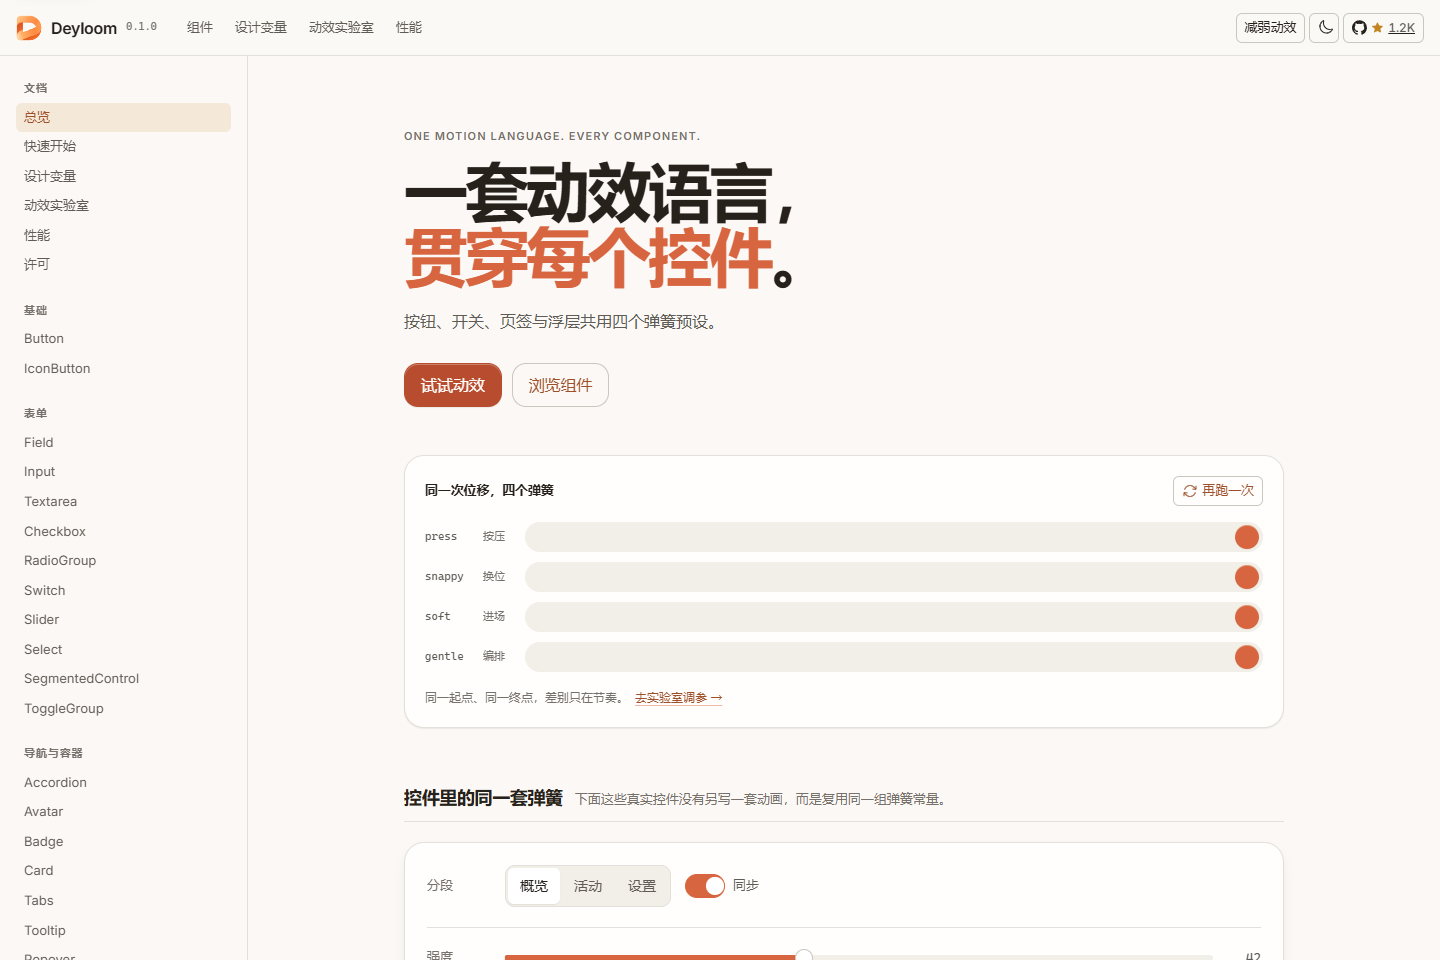 Deyloom 0.1.0 组件 设计变量 动效实验室 性能 减弱动效 1.2K
文档
总览
快速开始
设计变量
动效实验室
性能
许可
基础
Button
IconButton
表单
Field
Input
Textarea
Checkbox
RadioGroup
Switch
Slider
Select
SegmentedControl
ToggleGroup
导航与容器
Accordion
Avatar
Badge
Card
Tabs
Tooltip
Popover
ONE MOTION LANGUAGE. EVERY COMPONENT.
一套动效语言，
贯穿每个控件。
按钮、开关、页签与浮层共用四个弹簧预设。
试试动效 浏览组件
同一次位移，四个弹簧 再跑一次
press 按压
snappy 换位
soft 进场
gentle 编排
同一起点、同一终点，差别只在节奏。 去实验室调参 →
控件里的同一套弹簧 下面这些真实控件没有另写一套动画，而是复用同一组弹簧常量。
分段 概览 活动 设置 同步
强度 42